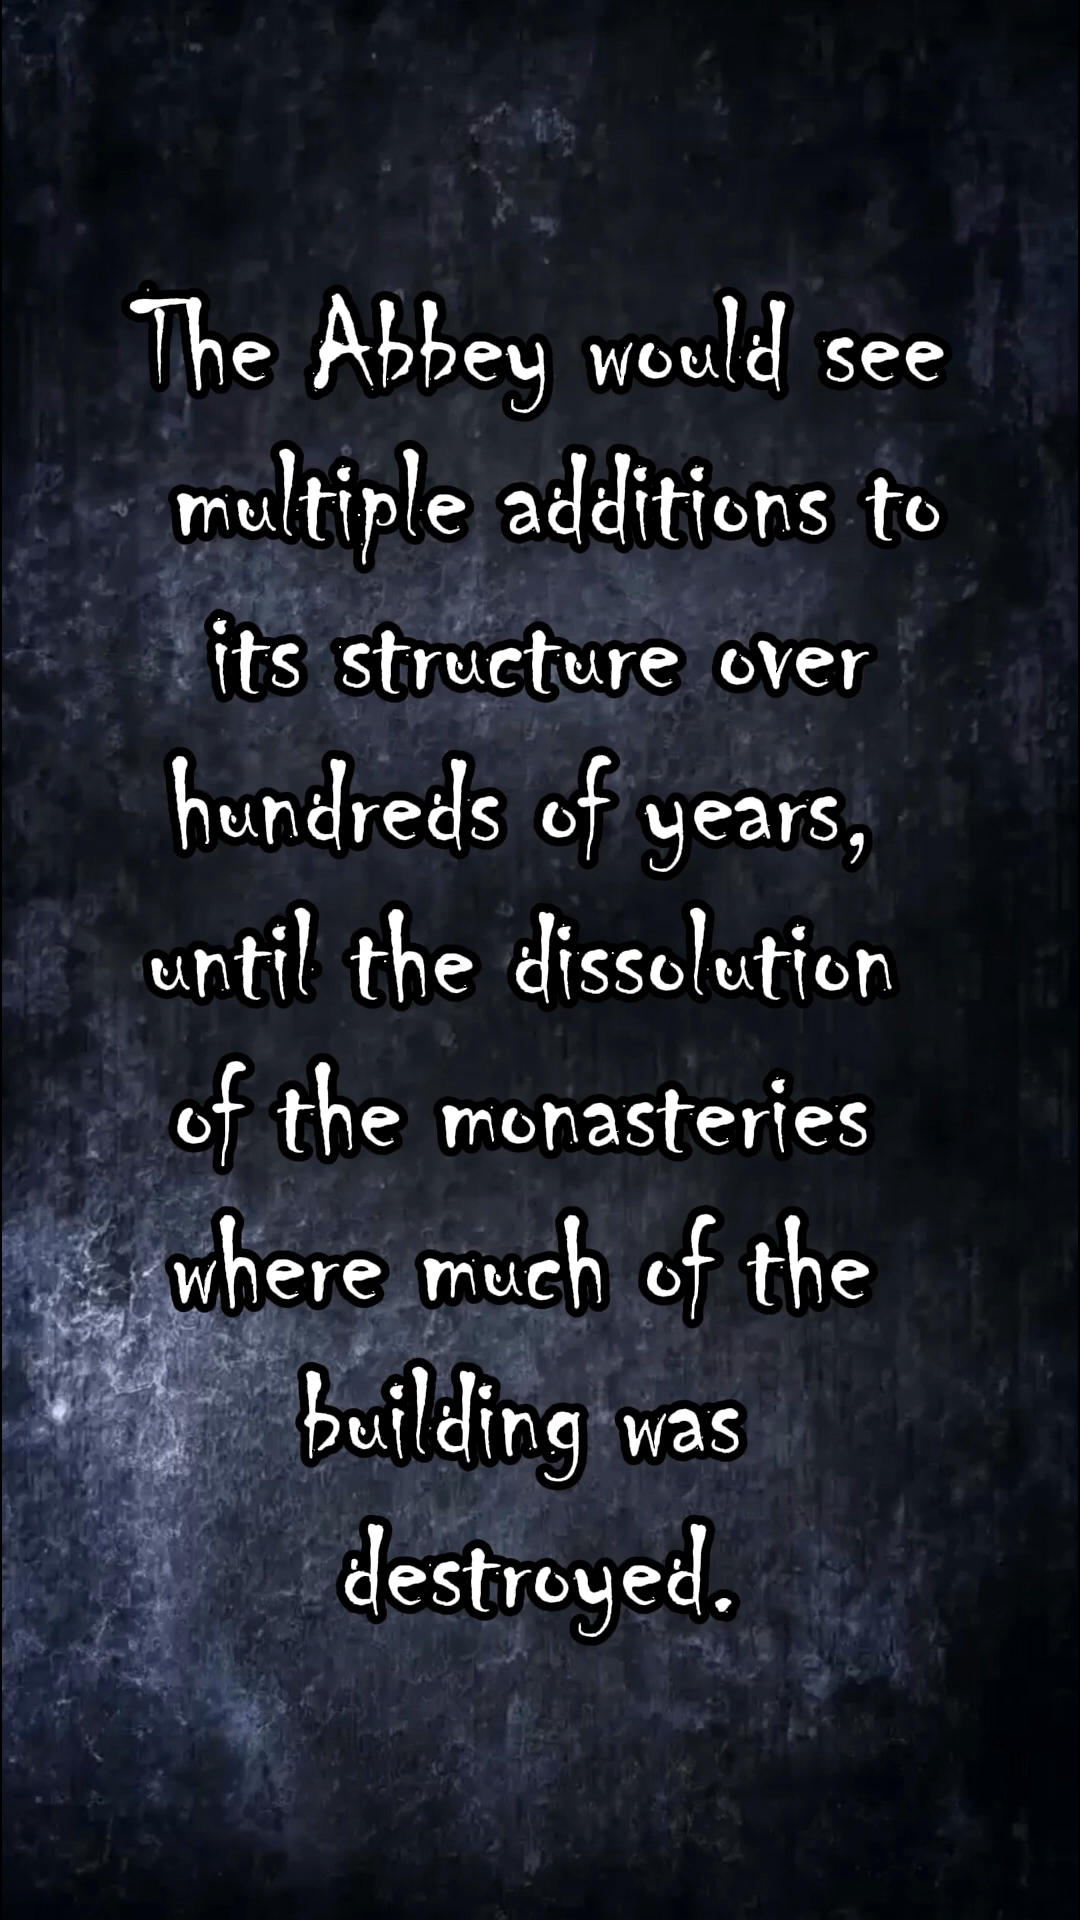 The Abbey would see
multiple additions to
its structure over
hundreds of years,
until the dissolution
of the monasteries
where much of the
building was
destroyed.